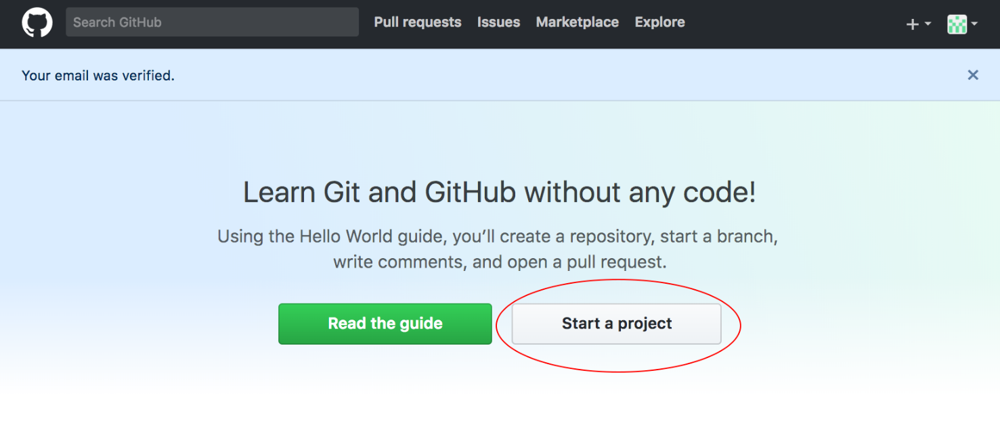 Search GitHub
Pull requests
Issues
Marketplace
Explore
Your email was verified.
Learn Git and GitHub without any code!
Using the Hello World guide, you’ll create a repository, start a branch,
write comments, and open a pull request.
Read the guide
Start a project